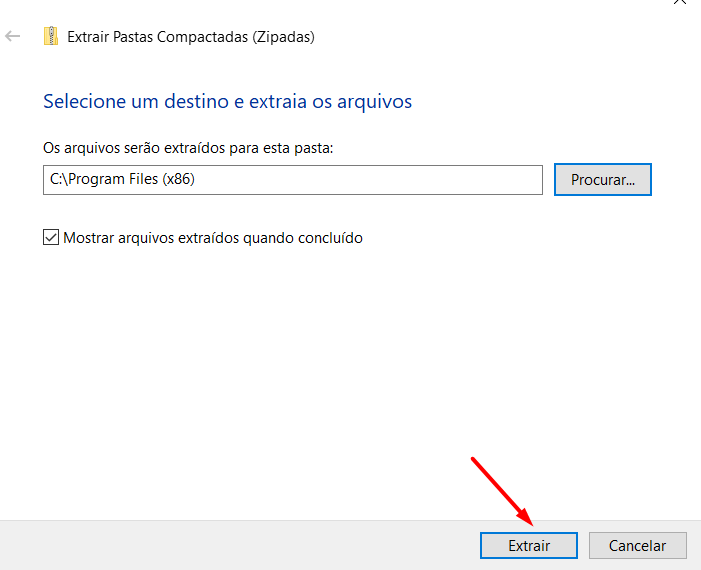 Extrair Pastas Compactadas (Zipadas)
Selecione um destino e extraia os arquivos
Os arquivos serão extraídos para esta pasta:
C:\Program Files (x86)
Procurar...
Mostrar arquivos extraídos quando concluído
Extrair
Cancelar